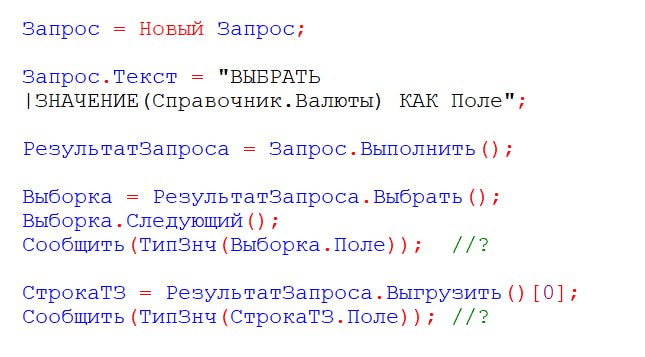 Запрос = Новый Запрос;
Запрос.Текст = "ВЫБРАТЬ
|ЗНАЧЕНИЕ(Справочник.Валюты) КАК Поле";
РезультатЗапроса = Запрос.Выполнить();
Выборка = РезультатЗапроса.Выбрать();
Выборка.Следующий();
Сообщить(ТипЗнч(Выборка.Поле));  //?
СтрокаТЗ = РезультатЗапроса.Выгрузить()[0];
Сообщить(ТипЗнч(СтрокаТЗ.Поле)); //?